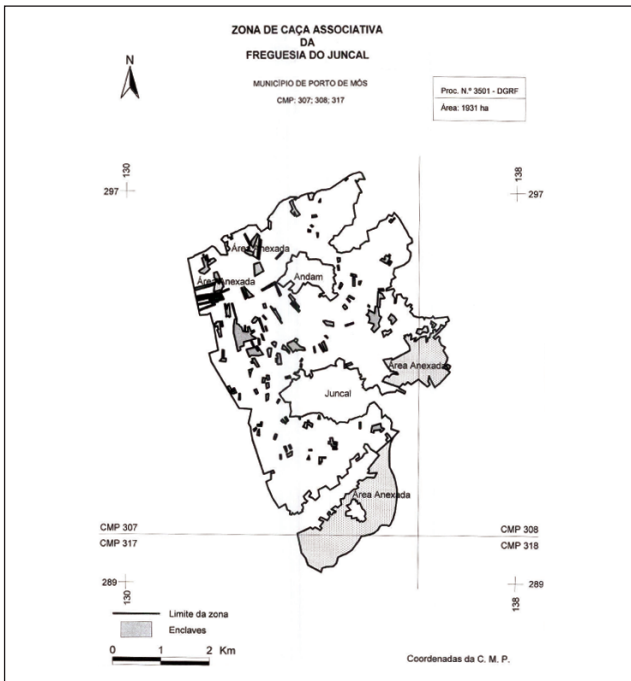 ZONA DE CAÇA ASSOCIATIVA
DA
FREGUESIA DO JUNCAL
N
MUNICÍPIO DE PORTO DE MÓS
CMP: 307; 308; 317
Proc. N.º 3501 - DGRF
Área: 1931 ha
130
138
297
297
Área Anexada
Andam
Área Anexada
Área Anexada
Juncal
Área Anexada
CMP 307
CMP 308
CMP 317
CMP 318
289
289
130
138
Limite da zona
Enclaves
0 1 2 Km
Coordenadas da C. M. P.